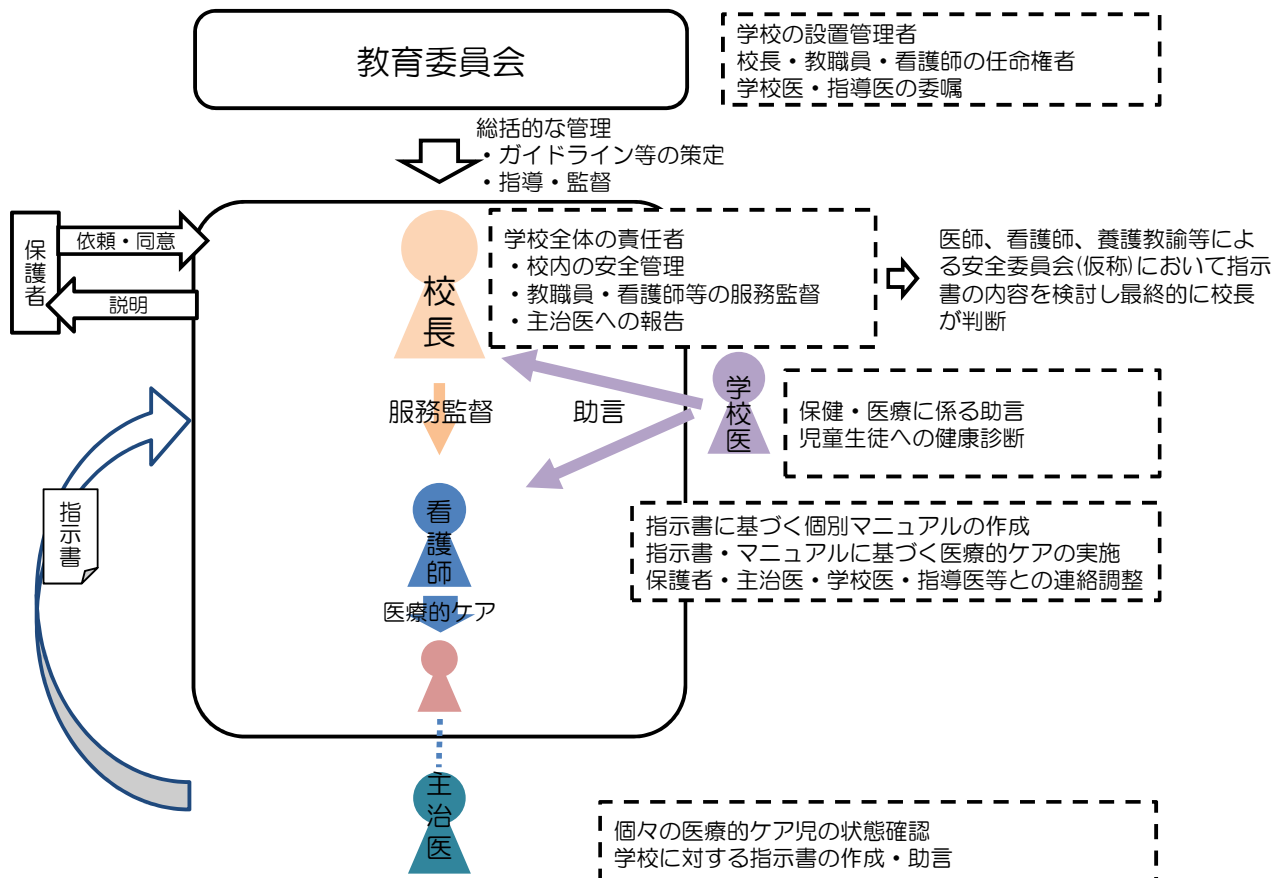 教育委員会
学校の設置管理者
校長・教職員・看護師の任命権者
学校医・指導医の委嘱
総括的な管理
・ガイドライン等の策定
・指導・監督
保護者
依頼・同意
説明
校長
学校全体の責任者
・校内の安全管理
・教職員・看護師等の服務監督
・主治医への報告
医師、看護師、養護教諭等によ
る安全委員会(仮称)において指示
書の内容を検討し最終的に校長
が判断
服務監督
助言
学校医
保健・医療に係る助言
児童生徒への健康診断
指示書
看護師
指示書に基づく個別マニュアルの作成
指示書・マニュアルに基づく医療的ケアの実施
保護者・主治医・学校医・指導医等との連絡調整
医療的ケア
主治医
個々の医療的ケア児の状態確認
学校に対する指示書の作成・助言